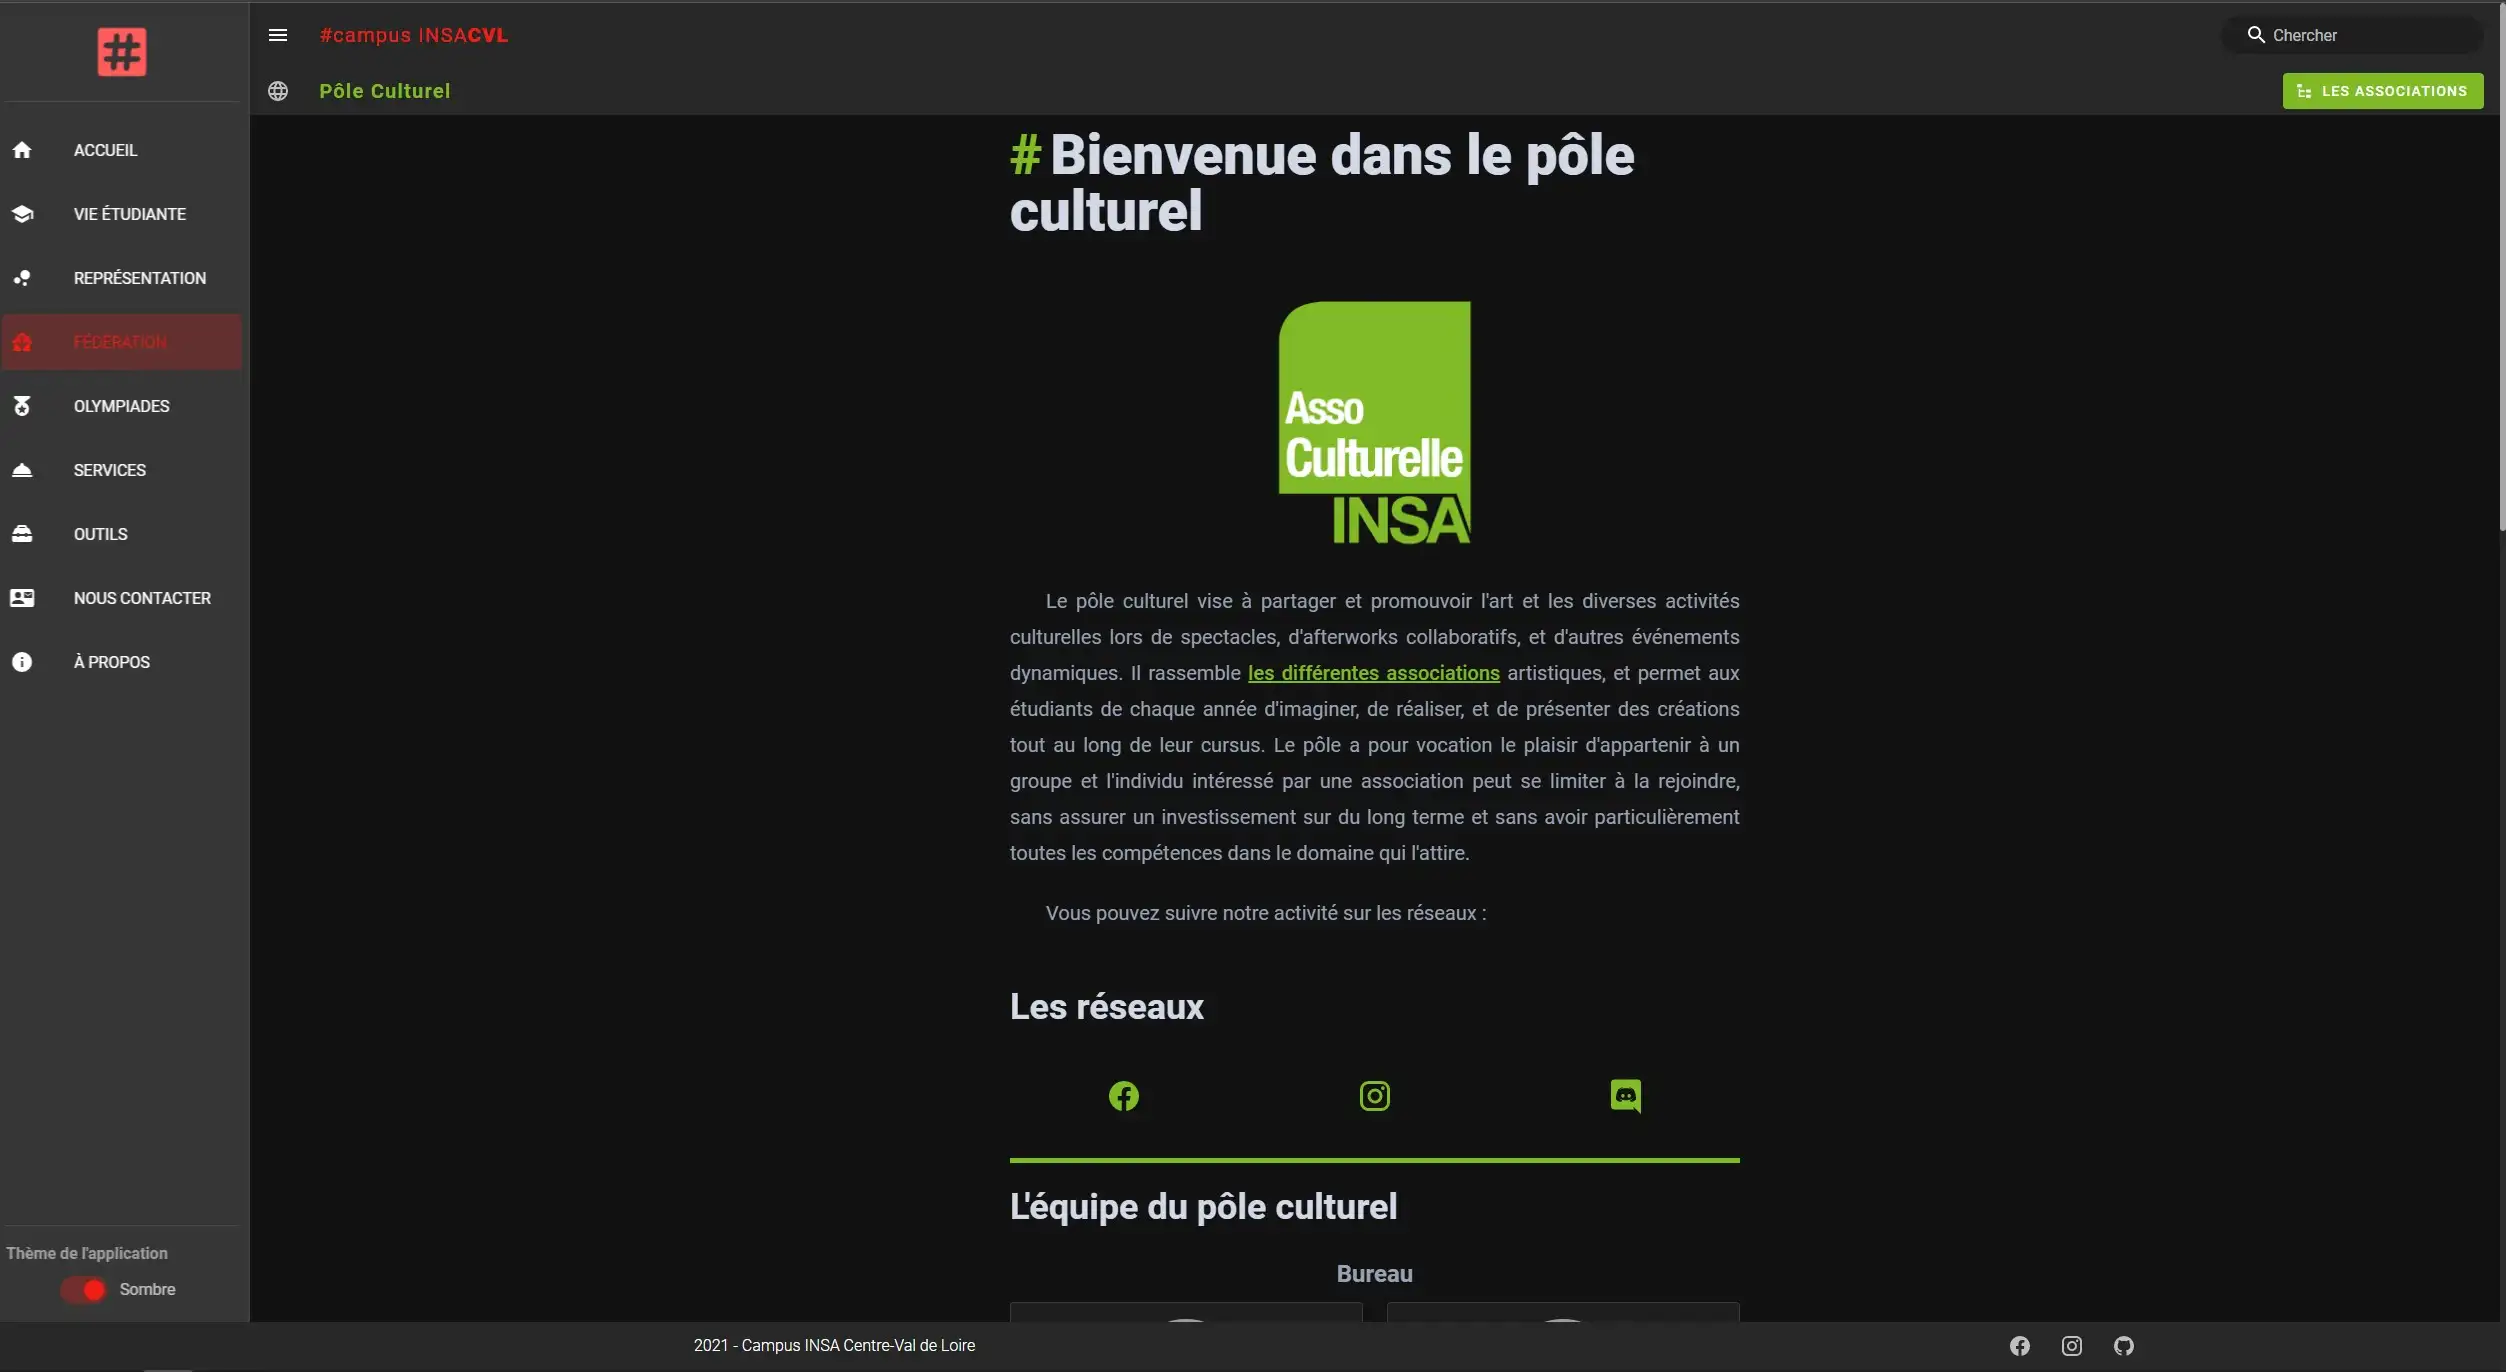 #campus INSACVL
Chercher
Pôle Culturel
LES ASSOCIATIONS
ACCUEIL
VIE ÉTUDIANTE
REPRÉSENTATION
FÉDÉRATION
OLYMPIADES
SERVICES
OUTILS
NOUS CONTACTER
À PROPOS
Thème de l'application
Sombre
# Bienvenue dans le pôle
culturel
Asso
Culturelle
INSA
Le pôle culturel vise à partager et promouvoir l'art et les diverses activités
culturelles lors de spectacles, d'afterworks collaboratifs, et d'autres événements
dynamiques. Il rassemble les différentes associations artistiques, et permet aux
étudiants de chaque année d'imaginer, de réaliser, et de présenter des créations
tout au long de leur cursus. Le pôle a pour vocation le plaisir d'appartenir à un
groupe et l'individu intéressé par une association peut se limiter à la rejoindre,
sans assurer un investissement sur du long terme et sans avoir particulièrement
toutes les compétences dans le domaine qui l'attire.
Vous pouvez suivre notre activité sur les réseaux :
Les réseaux
L'équipe du pôle culturel
Bureau
2021 - Campus INSA Centre-Val de Loire